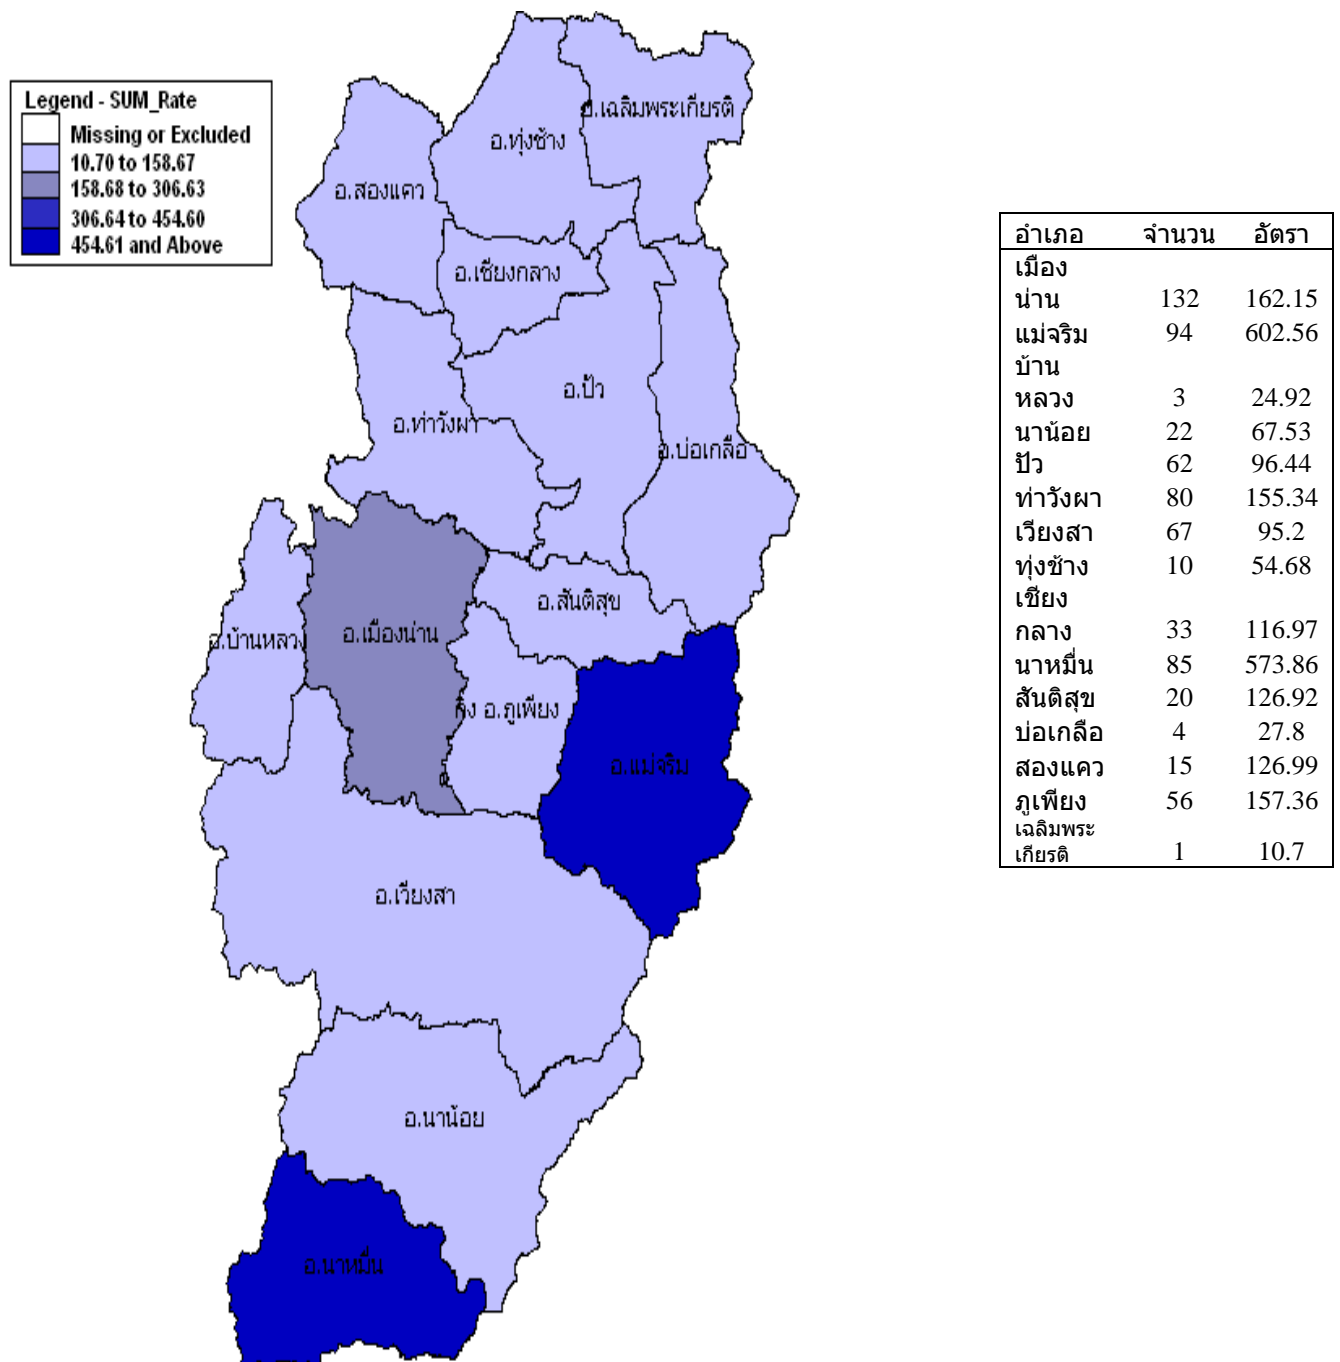 Legend - SUM_Rate
Missing or Excluded
10.70 to 158.67
158.68 to 306.63
306.64 to 454.60
454.61 and Above
อ.เฉลิมพระเกียรติ
อ.ทุ่งช้าง
อ.สองแคว
อ.เชียงกลาง
อ.ปัว
อ.ท่าวังผา
อ.บ่อเกลือ
อ.สันติสุข
อ.บ้านหลวง
อ.เมืองน่าน
กิ่ง อ.ภูเพียง
อ.แม่จริม
อ.เวียงสา
อ.นาน้อย
อ.นาหมื่น
อำเภอ จำนวน อัตรา
เมือง
น่าน 132 162.15
แม่จริม 94 602.56
บ้าน
หลวง 3 24.92
นาน้อย 22 67.53
ปัว 62 96.44
ท่าวังผา 80 155.34
เวียงสา 67 95.2
ทุ่งช้าง 10 54.68
เชียง
กลาง 33 116.97
นาหมื่น 85 573.86
สันติสุข 20 126.92
บ่อเกลือ 4 27.8
สองแคว 15 126.99
ภูเพียง 56 157.36
เฉลิมพระ
เกียรติ 1 10.7